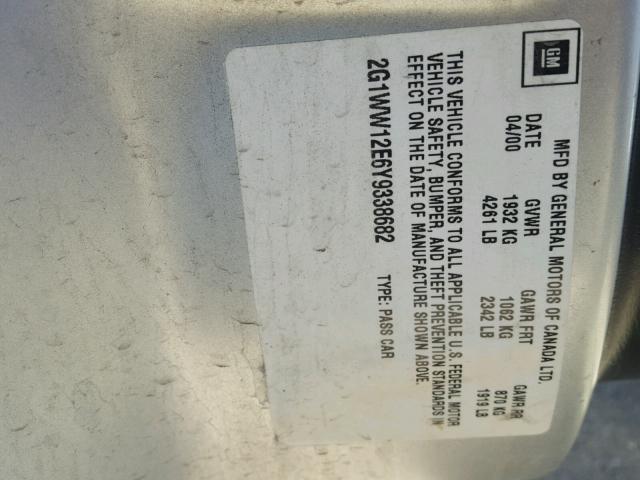 GM
MFD BY GENERAL MOTORS OF CANADA LTD.
DATE GVWR GAWR FRT GAWR RR
04/00 1932 KG 1062 KG 870 KG
4261 LB 2342 LB 1919 LB
THIS VEHICLE CONFORMS TO ALL APPLICABLE U.S. FEDERAL MOTOR
VEHICLE SAFETY, BUMPER, AND THEFT PREVENTION STANDARDS IN
EFFECT ON THE DATE OF MANUFACTURE SHOWN ABOVE.
2G1WW12E6Y9338682 TYPE: PASS CAR